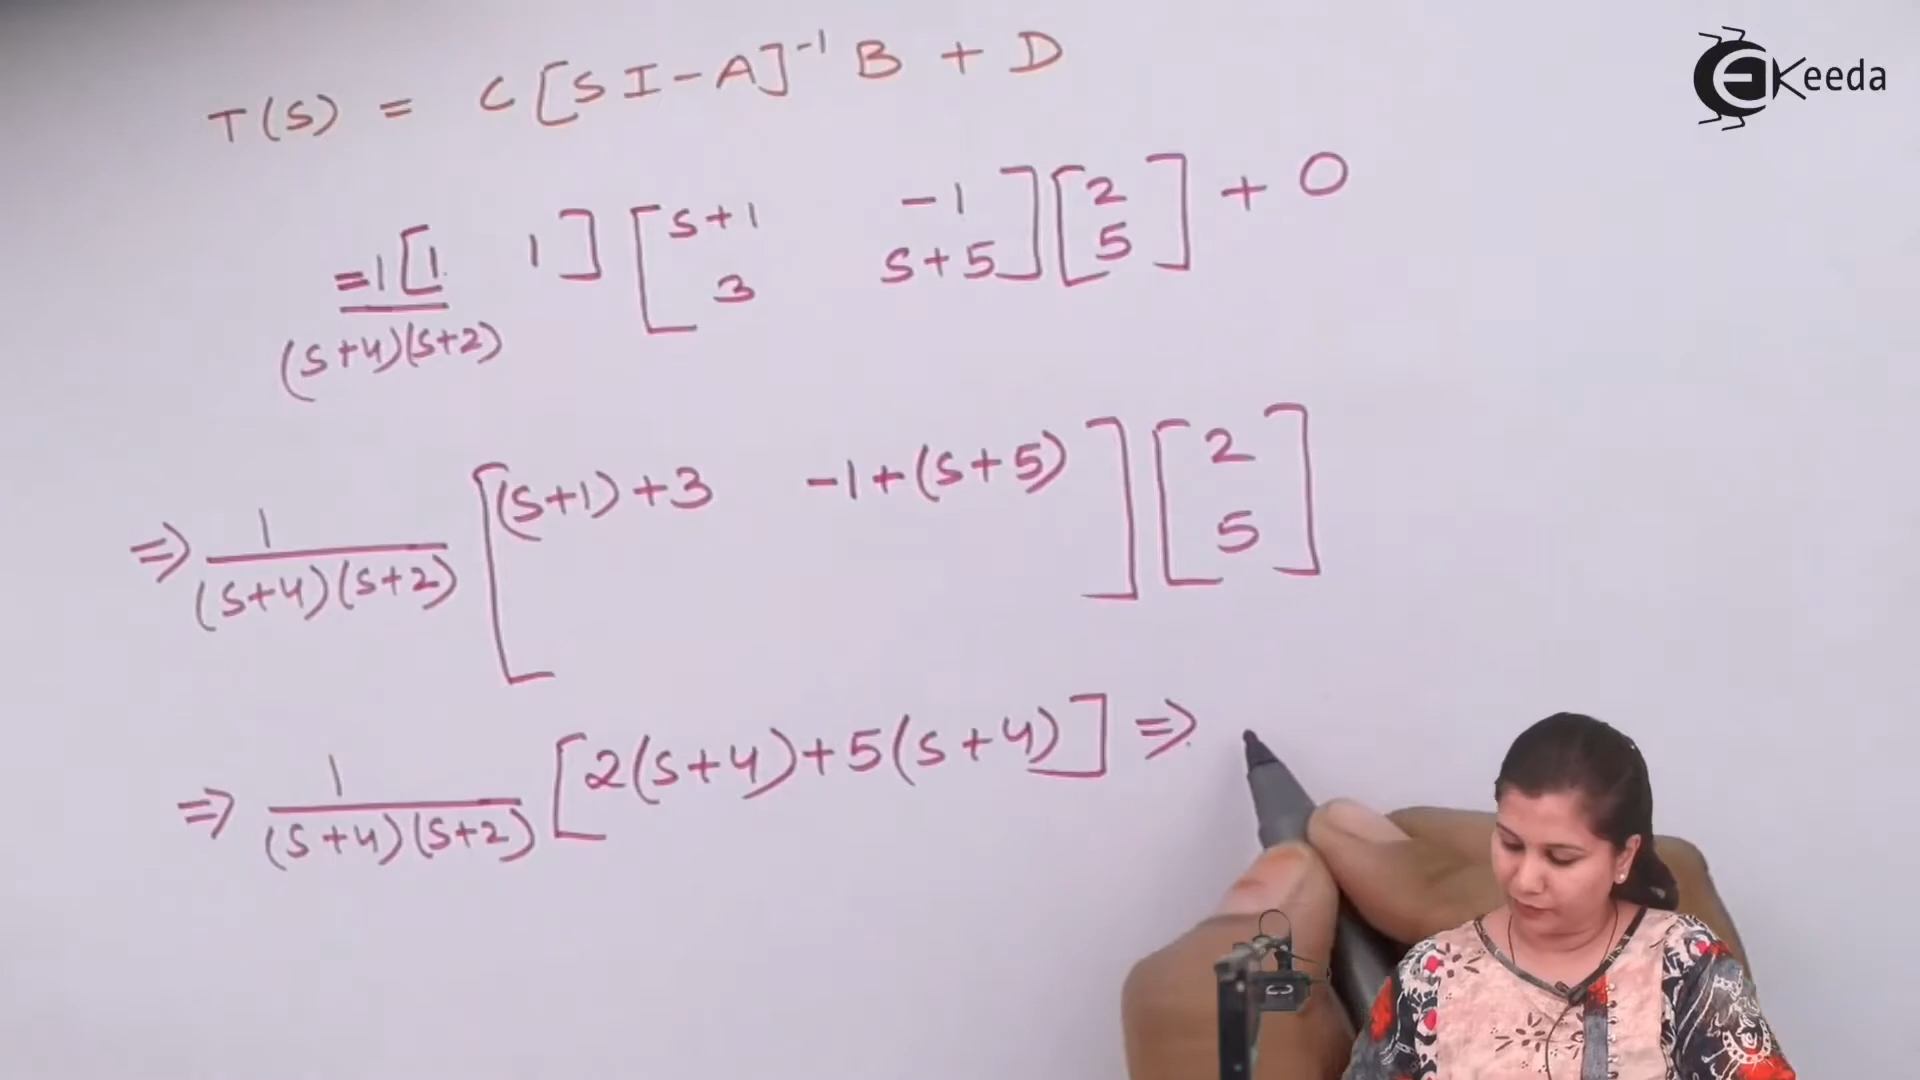 EKeeda
T(S) = C[SI-A]⁻¹ B + D
=1[1 1] [S+1 -1] [2] + 0
(S+4)(S+2) 3 S+5 5
⇒ 1 [(S+1)+3 -1+(S+5)] [2]
(S+4)(S+2) 5
⇒ 1 [2(S+4)+5(S+4)] ⇒
(S+4)(S+2)